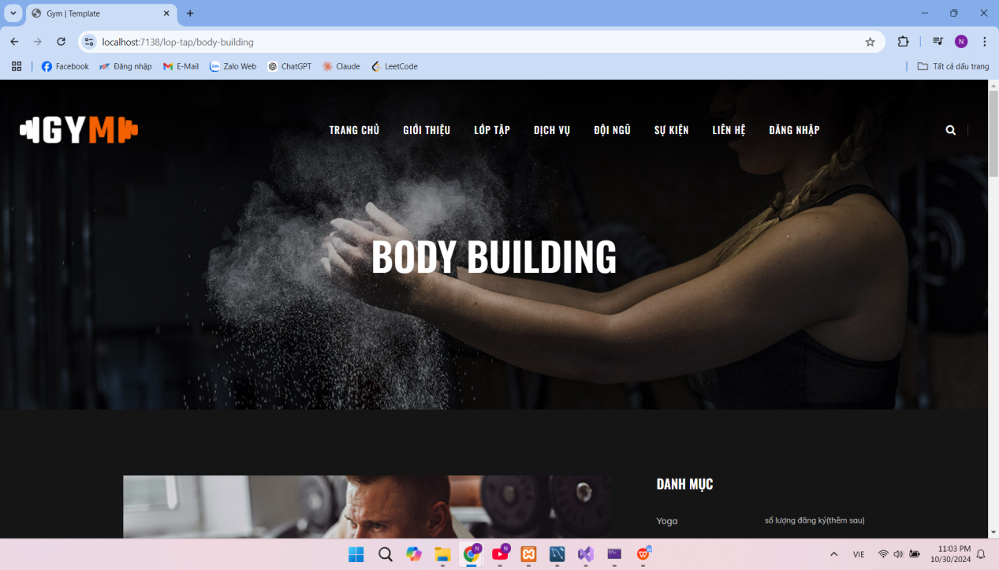 Gym | Template
localhost:7138/lop-tap/body-building
N
Facebook Đăng nhập E-Mail Zalo Web ChatGPT Claude LeetCode Tất cả dấu trang
GYM
TRANG CHỦ GIỚI THIỆU LỚP TẬP DỊCH VỤ ĐỘI NGŨ SỰ KIỆN LIÊN HỆ ĐĂNG NHẬP
BODY BUILDING
DANH MỤC
Yoga số lượng đăng ký(thêm sau)
VIE
11:03 PM
10/30/2024